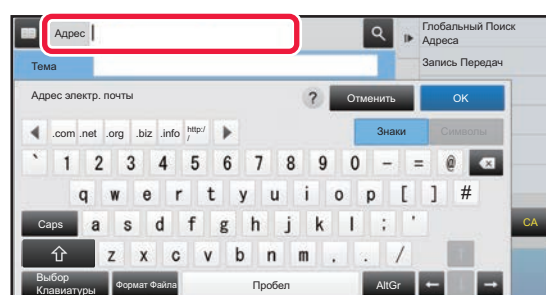 Адрес
Глобальный Поиск
Адреса
Тема
Запись Передач
Адрес электр. почты
?
Отменить
OK
.com .net .org .biz .info http:/
/
Знаки
Символы
` 1 2 3 4 5 6 7 8 9 0 - = @
q w e r t y u i o p [ ] #
Caps a s d f g h j k l ; '
CA
z x c v b n m . . /
Выбор
Клавиатуры
Формат Файла
Пробел
AltGr